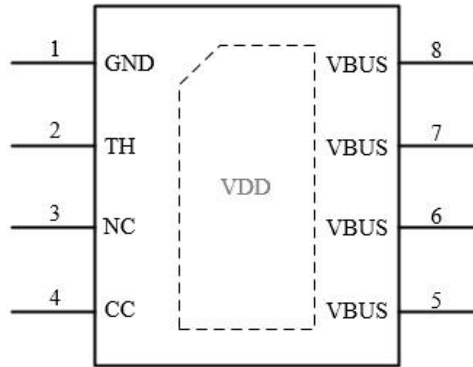 1 GND VBUS 8
2 TH VDD VBUS 7
3 NC VBUS 6
4 CC VBUS 5